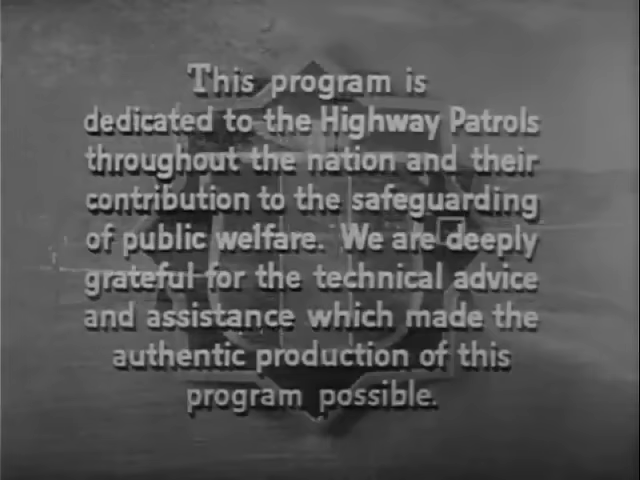 This program is
dedicated to the Highway Patrols
throughout the nation and their
contribution to the safeguarding
of public welfare. We are deeply
grateful for the technical advice
and assistance which made the
authentic production of this
program possible.